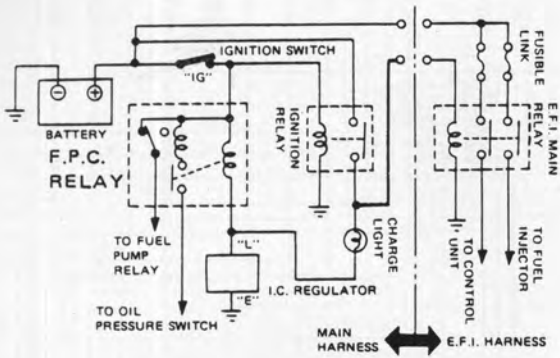 IGNITION SWITCH
"IG"
BATTERY
F.P.C.
RELAY
IGNITION
RELAY
FUSIBLE
LINK
E.F.I. MAIN
RELAY
TO FUEL
PUMP
RELAY
"L"
"E"
I.C. REGULATOR
CHARGE
LIGHT
TO CONTROL
UNIT
TO FUEL
INJECTOR
TO OIL
PRESSURE SWITCH
MAIN
HARNESS
E.F.I. HARNESS